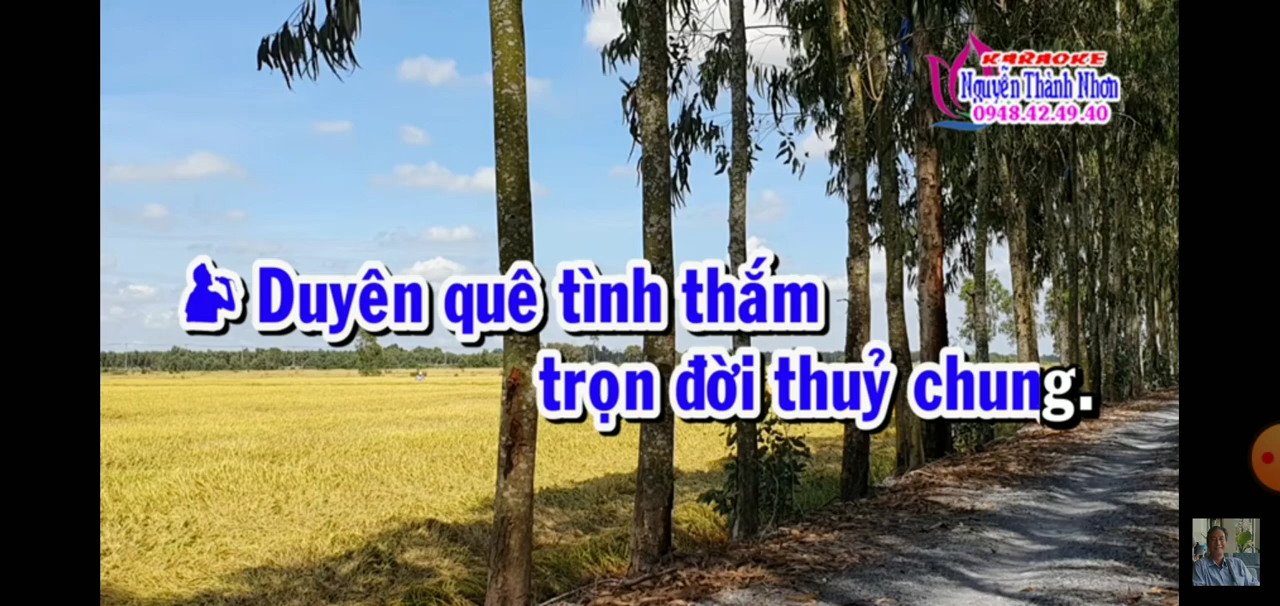 KARAOKE
Nguyễn Thành Nhơn
0948.42.49.40
Duyên quê tình thắm
trọn đời thuỷ chung.